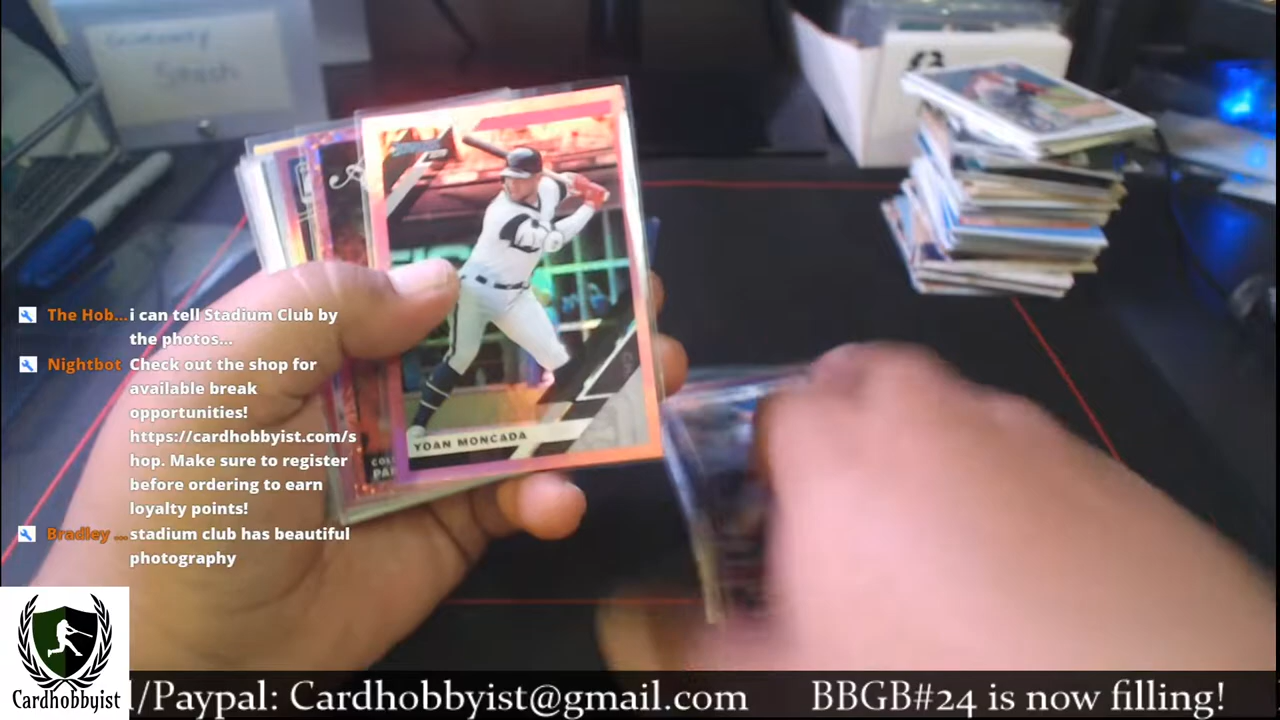 Stash
YOAN MONCADA
The Hob... i can tell Stadium Club by
the photos...
Nightbot Check out the shop for
available break
opportunities!
https://cardhobbyist.com/s
hop. Make sure to register
before ordering to earn
loyalty points!
Bradley ... stadium club has beautiful
photography
Cardhobbyist
l/Paypal: Cardhobbyist@gmail.com BBGB#24 is now filling!